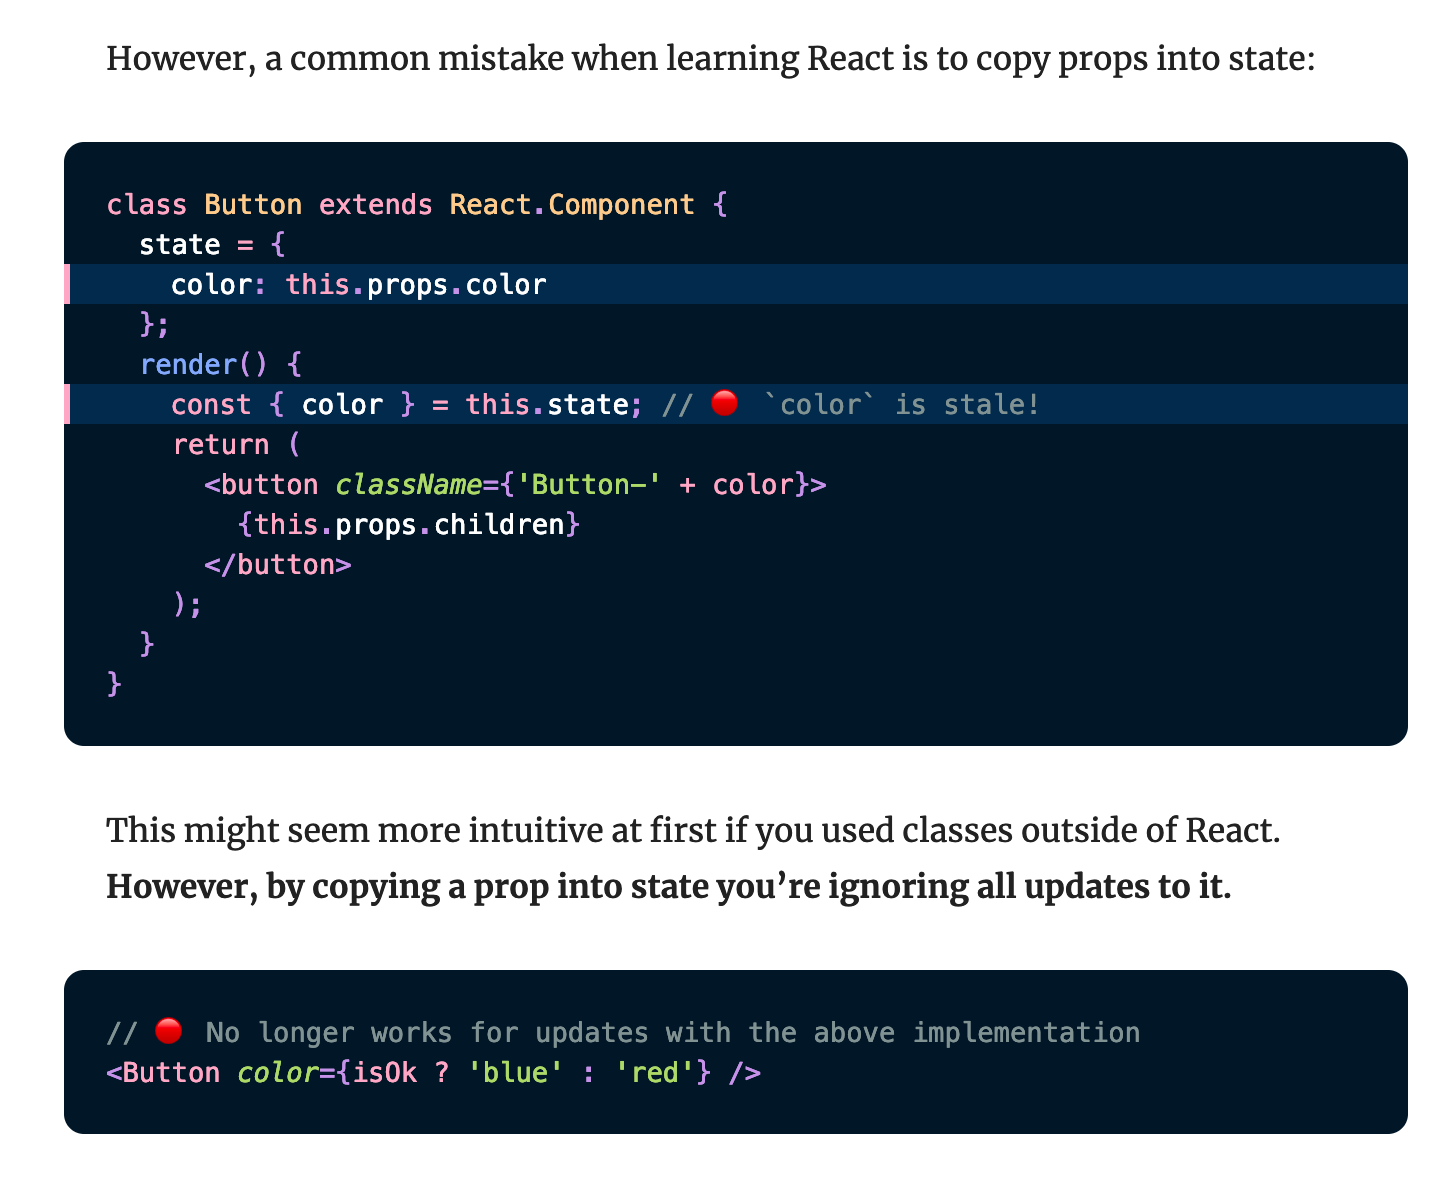 However, a common mistake when learning React is to copy props into state:
class Button extends React.Component {
  state = {
    color: this.props.color
  };
  render() {
    const { color } = this.state; // 🔴 `color` is stale!
    return (
      <button className={'Button-' + color}>
        {this.props.children}
      </button>
    );
  }
}
This might seem more intuitive at first if you used classes outside of React.
However, by copying a prop into state you’re ignoring all updates to it.
// 🔴 No longer works for updates with the above implementation
<Button color={isOk ? 'blue' : 'red'} />